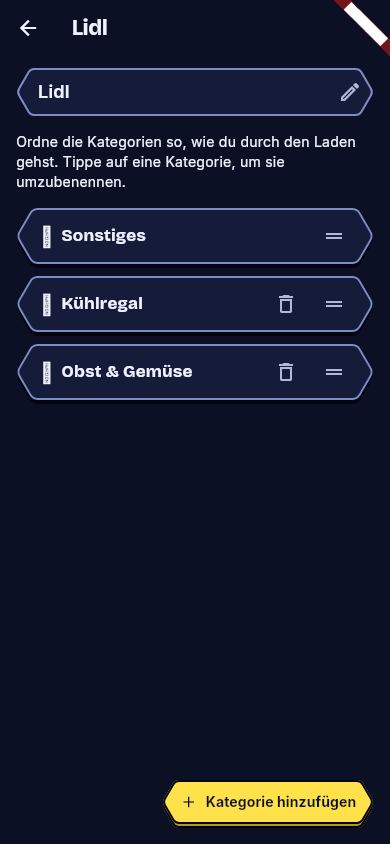 Lidl
Lidl
Ordne die Kategorien so, wie du durch den Laden
gehst. Tippe auf eine Kategorie, um sie
umzubenennen.
Sonstiges
Kühlregal
Obst & Gemüse
Kategorie hinzufügen